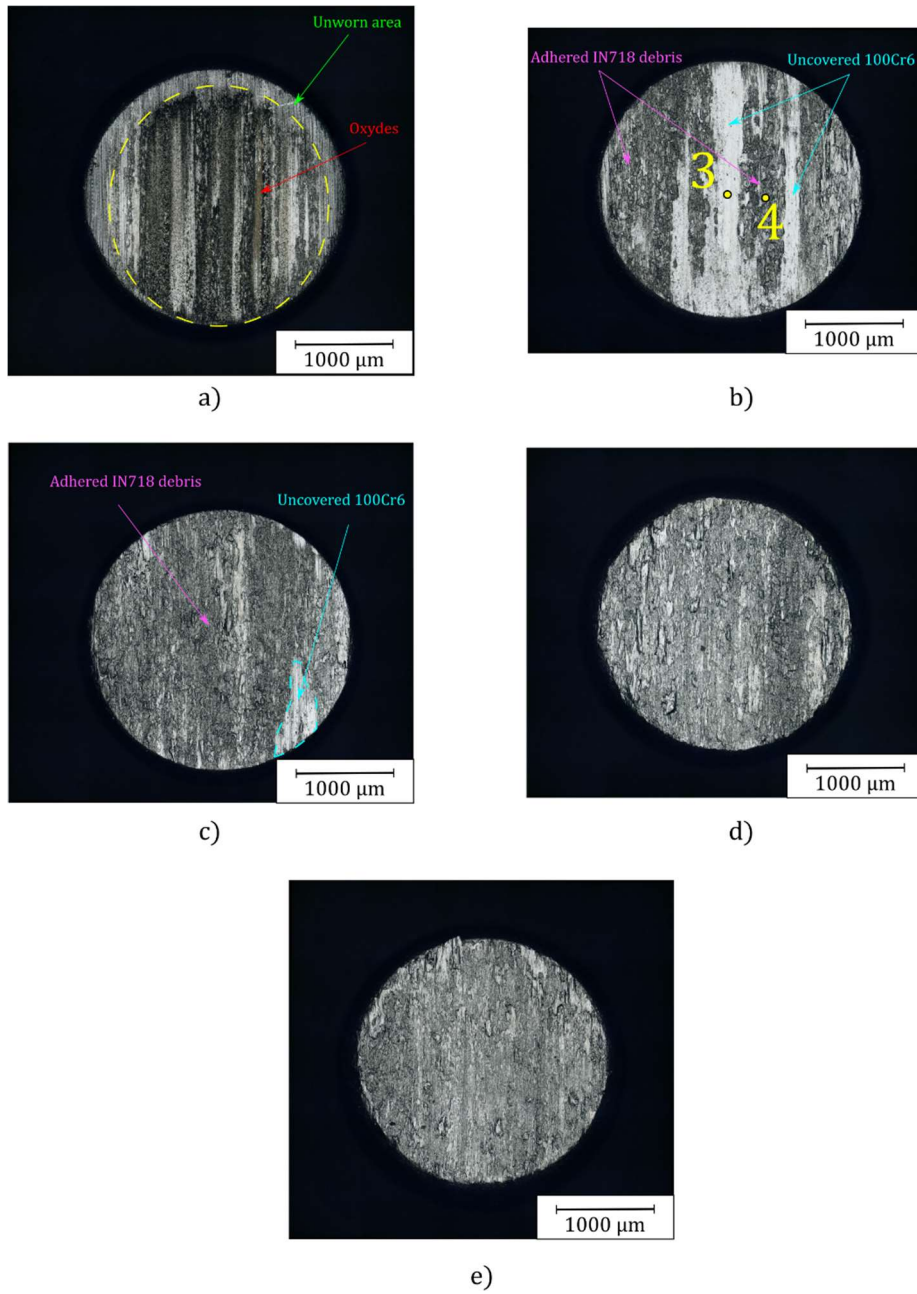 Unworn area
Oxydes
1000 µm
a)
Adhered IN718 debris
Uncovered 100Cr6
3
4
1000 µm
b)
Adhered IN718 debris
Uncovered 100Cr6
1000 µm
c)
1000 µm
d)
1000 µm
e)